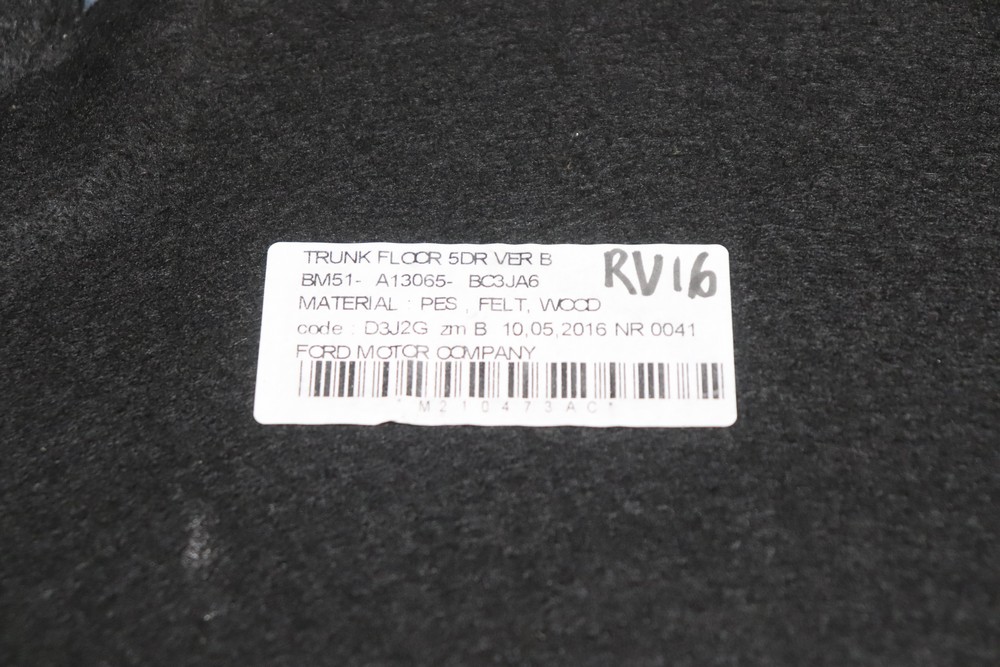 TRUNK FLOOR 5DR VER B
RV16
BM51- A13065- BC3JA6
MATERIAL : PES , FELT, WOOD
code : D3J2G zm B 10,05,2016 NR 0041
FORD MOTOR COMPANY
*M210473AC*